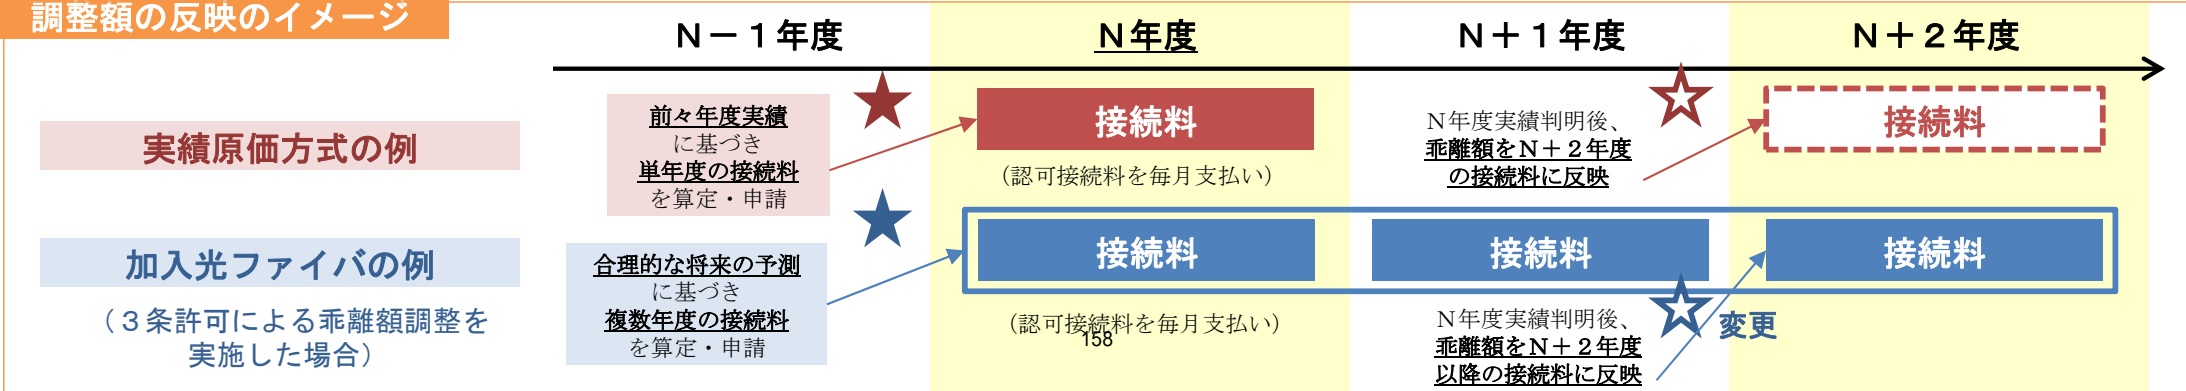 調整額の反映のイメージ
Ｎ－１年度
Ｎ年度
Ｎ＋１年度
Ｎ＋２年度
実績原価方式の例
前々年度実績
に基づき
単年度の接続料
を算定・申請
接続料
（認可接続料を毎月支払い）
Ｎ年度実績判明後、
乖離額をＮ＋２年度
の接続料に反映
接続料
加入光ファイバの例
（３条許可による乖離額調整を
実施した場合）
合理的な将来の予測
に基づき
複数年度の接続料
を算定・申請
接続料
接続料
接続料
（認可接続料を毎月支払い）
158
Ｎ年度実績判明後、
乖離額をＮ＋２年度
以降の接続料に反映
変更